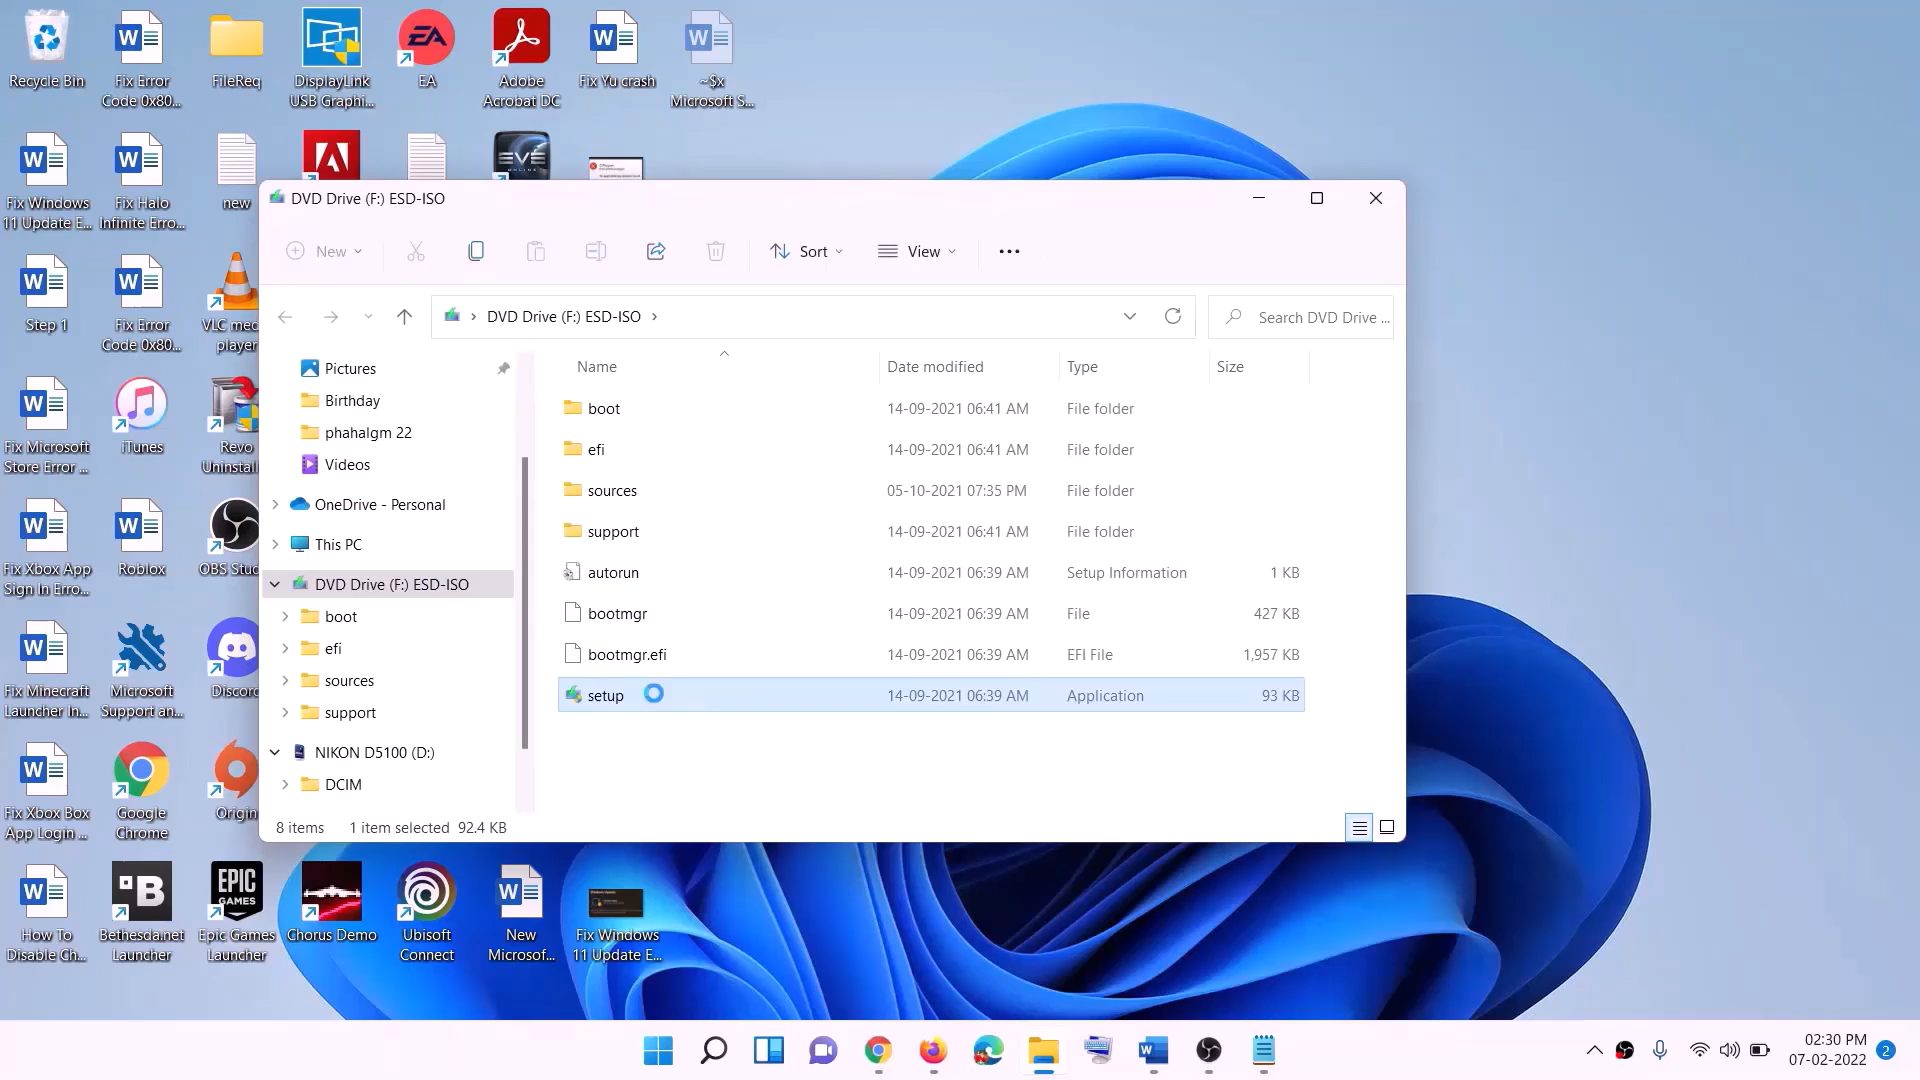 Recycle Bin
Fix Error
Code 0x80...
FileReq
DisplayLink
USB Graphi...
EA
Adobe
Acrobat DC
Fix Yu crash
~$x
Microsoft S...
Fix Windows
11 Update E...
Fix Halo
Infinite Erro...
new
EVE
ONLINE
Step 1
Fix Error
Code 0x80...
VLC med
player
Fix Microsoft
Store Error ...
iTunes
Revo
Uninstall
Fix Xbox App
Sign In Erro...
Roblox
OBS Stud
Fix Minecraft
Launcher In...
Microsoft
Support an...
Discord
Fix Xbox Box
App Login ...
Google
Chrome
Origin
How To
Disable Ch...
Bethesda.net
Launcher
EPIC
GAMES
Epic Games
Launcher
Chorus Demo
Ubisoft
Connect
New
Microsof...
Fix Windows
11 Update E...
DVD Drive (F:) ESD-ISO
New
Sort
View
DVD Drive (F:) ESD-ISO
Search DVD Drive ...
Pictures
Birthday
phahalgm 22
Videos
OneDrive - Personal
This PC
DVD Drive (F:) ESD-ISO
boot
efi
sources
support
NIKON D5100 (D:)
DCIM
Name Date modified Type Size
boot 14-09-2021 06:41 AM File folder
efi 14-09-2021 06:41 AM File folder
sources 05-10-2021 07:35 PM File folder
support 14-09-2021 06:41 AM File folder
autorun 14-09-2021 06:39 AM Setup Information 1 KB
bootmgr 14-09-2021 06:39 AM File 427 KB
bootmgr.efi 14-09-2021 06:39 AM EFI File 1,957 KB
setup 14-09-2021 06:39 AM Application 93 KB
8 items 1 item selected 92.4 KB
02:30 PM
07-02-2022
2